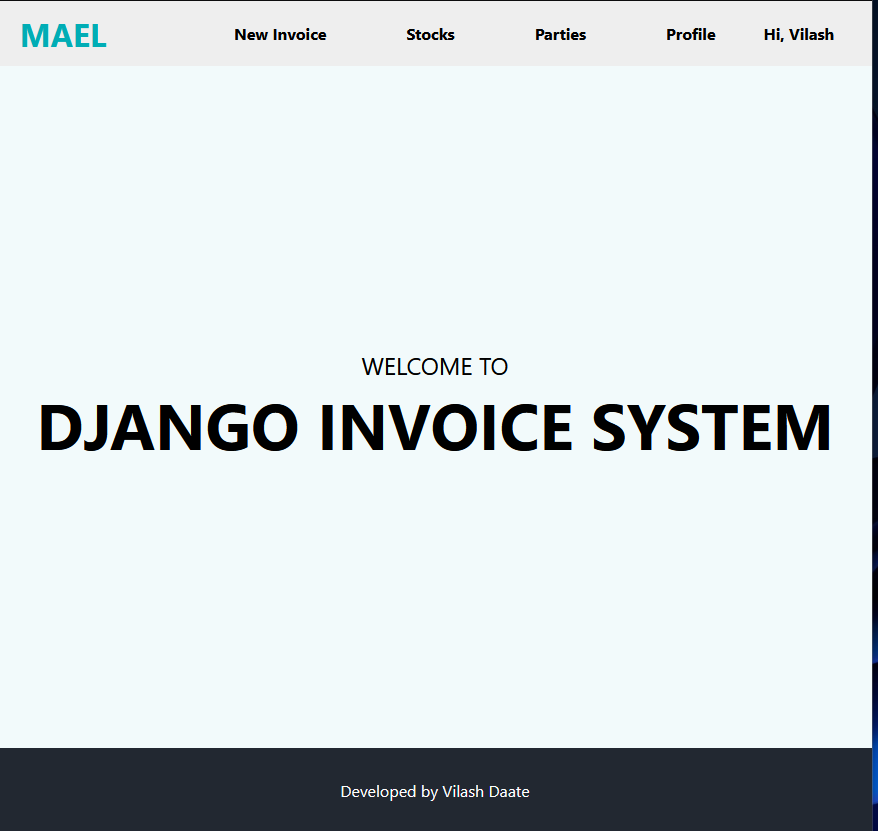 MAEL New Invoice Stocks Parties Profile Hi, Vilash
WELCOME TO
DJANGO INVOICE SYSTEM
Developed by Vilash Daate